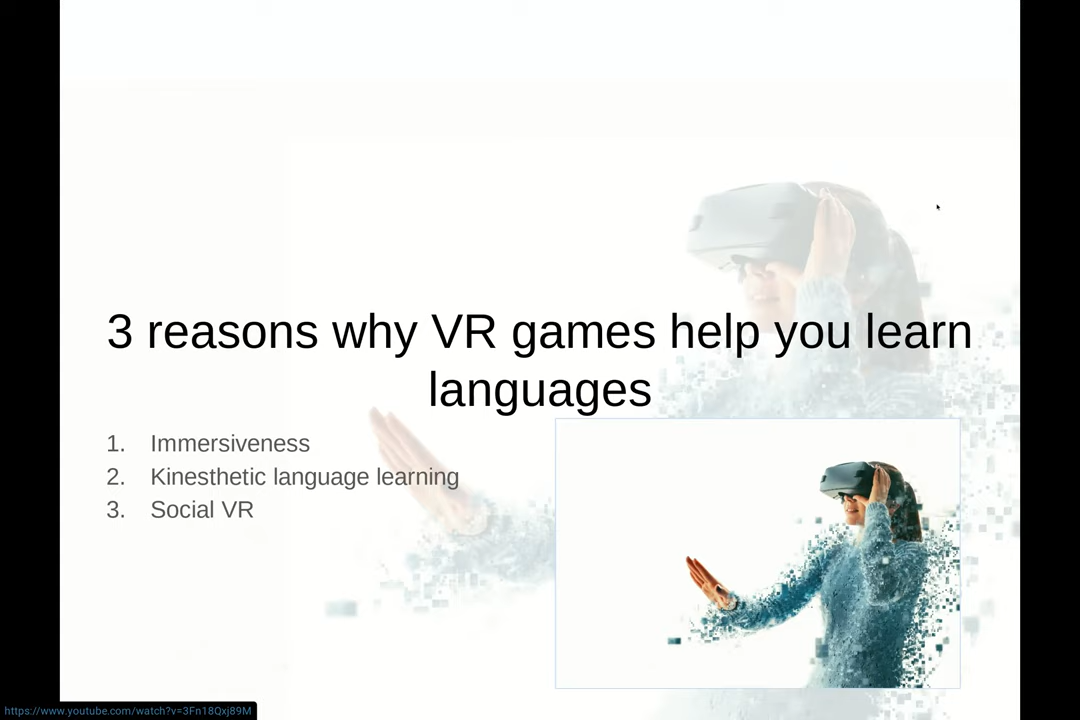 3 reasons why VR games help you learn
languages
1. Immersiveness
2. Kinesthetic language learning
3. Social VR
https://www.youtube.com/watch?v=3Fn18Qxj89M